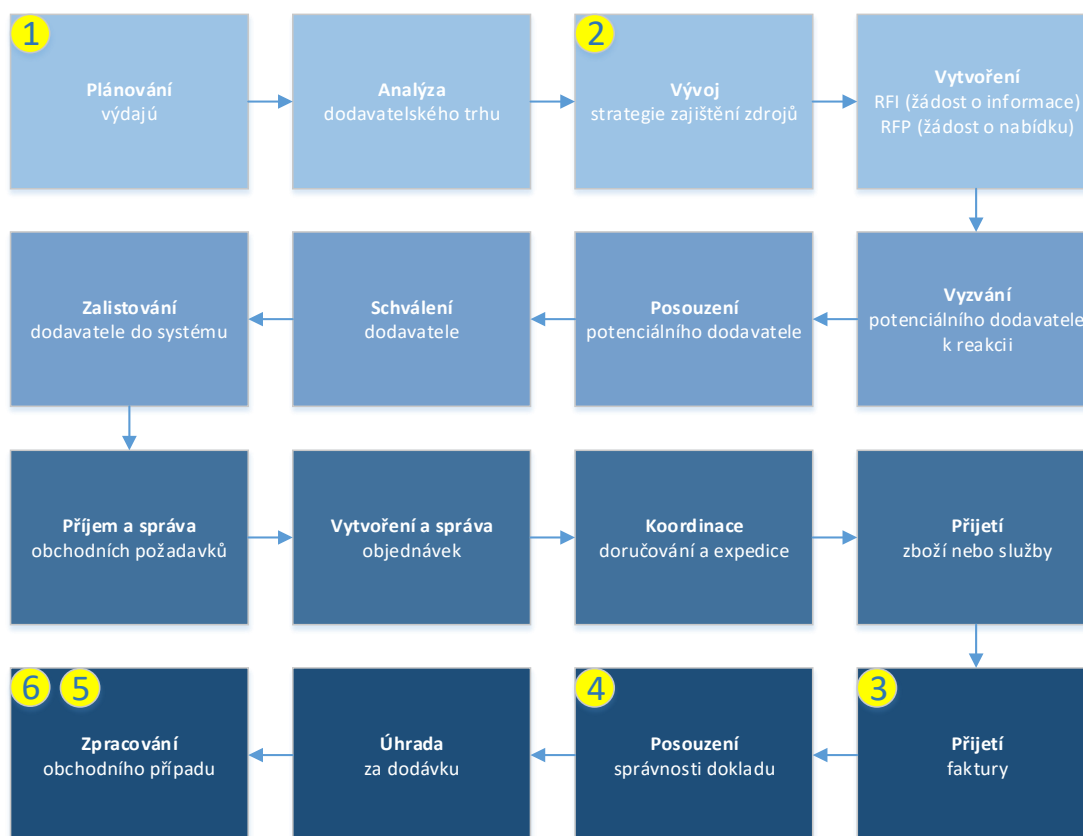 1
Plánování
výdajů
Analýza
dodavatelského trhu
2
Vývoj
strategie zajištění zdrojů
Vytvoření
RFI (žádost o informace)
RFP (žádost o nabídku)
Zalistování
dodavatele do systému
Schválení
dodavatele
Posouzení
potenciálního dodavatele
Vyzvání
potenciálního dodavatele
k reakcii
Příjem a správa
obchodních požadavků
Vytvoření a správa
objednávek
Koordinace
doručování a expedice
Přijetí
zboží nebo služby
6 5
Zpracování
obchodního případu
Úhrada
za dodávku
4
Posouzení
správnosti dokladu
3
Přijetí
faktury